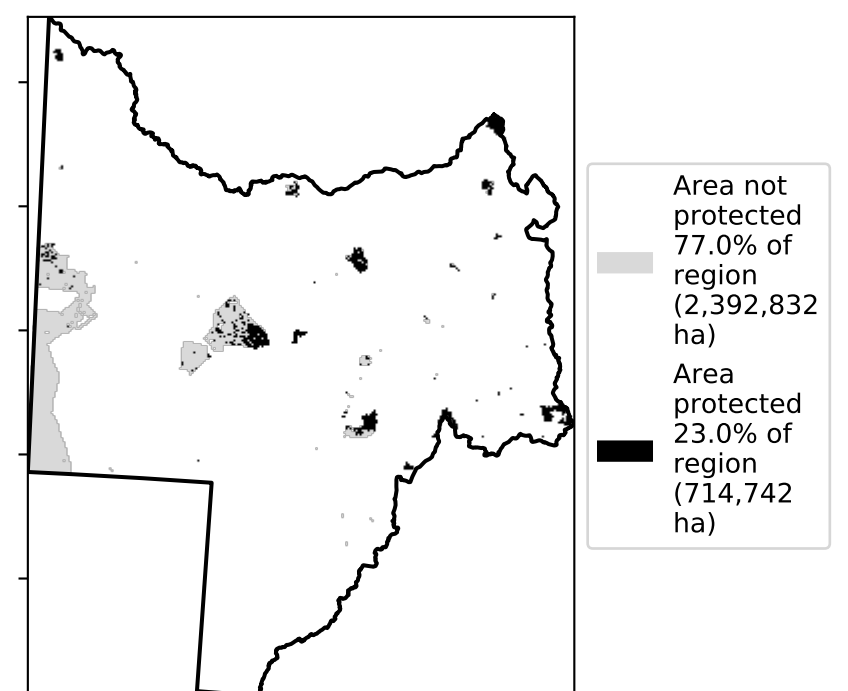 Area not
protected
77.0% of
region
(2,392,832
ha)
Area
protected
23.0% of
region
(714,742
ha)